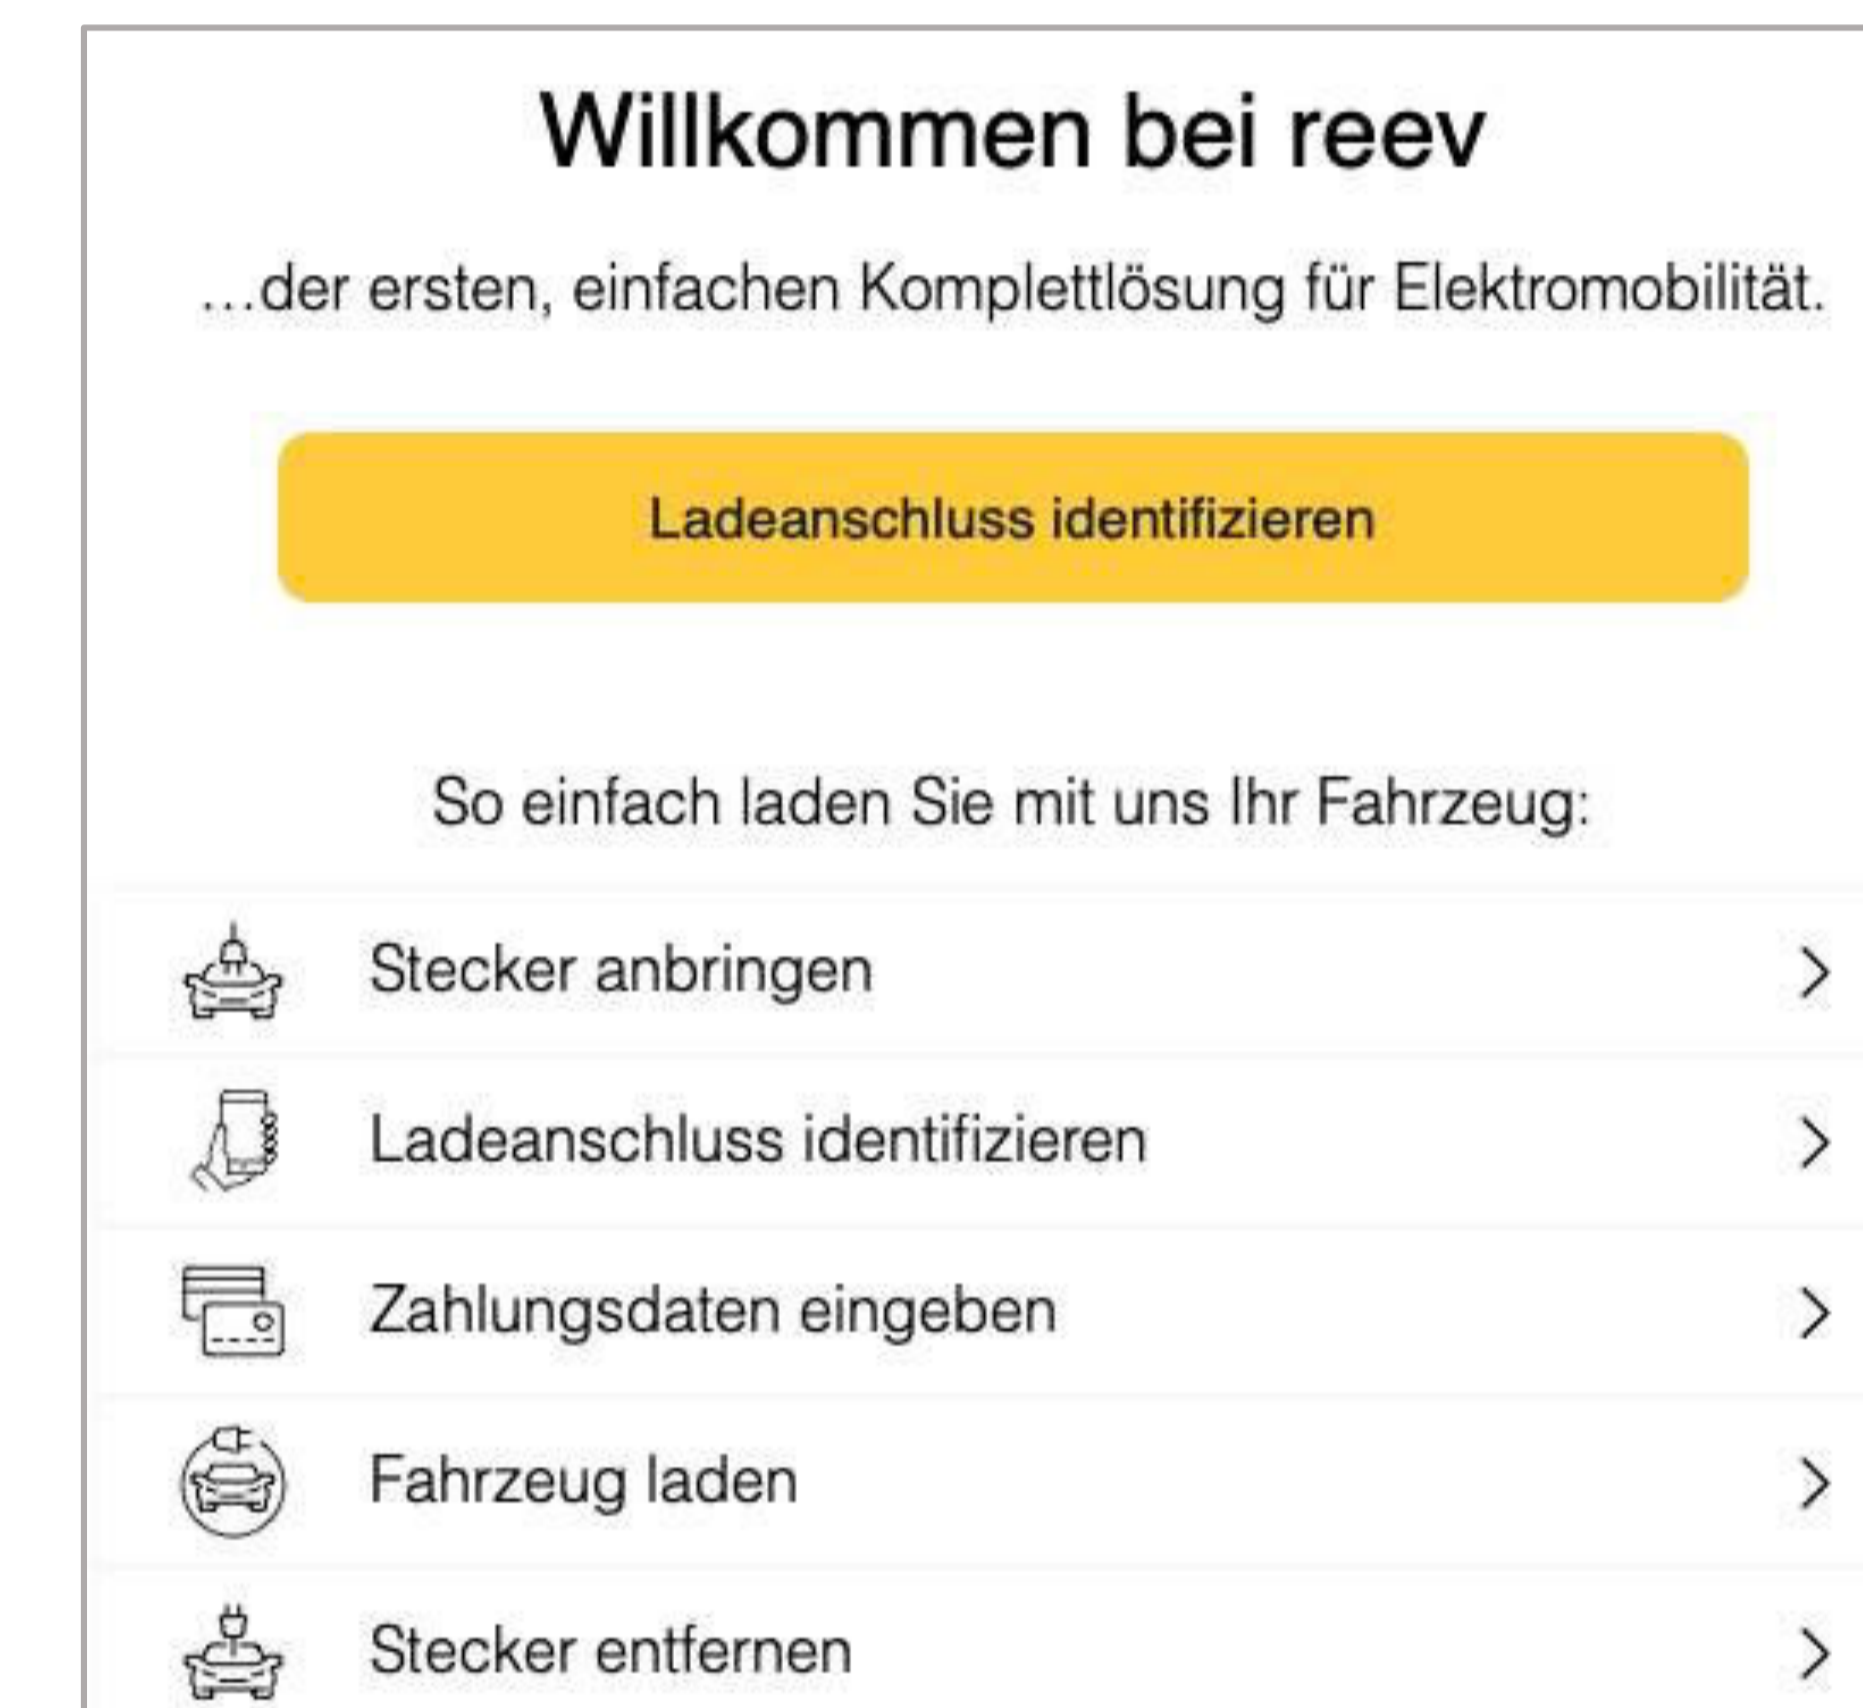 Willkommen bei reev
...der ersten, einfachen Komplettlösung für Elektromobilität.
Ladeanschluss identifizieren
So einfach laden Sie mit uns Ihr Fahrzeug:
Stecker anbringen
Ladeanschluss identifizieren
Zahlungsdaten eingeben
Fahrzeug laden
Stecker entfernen